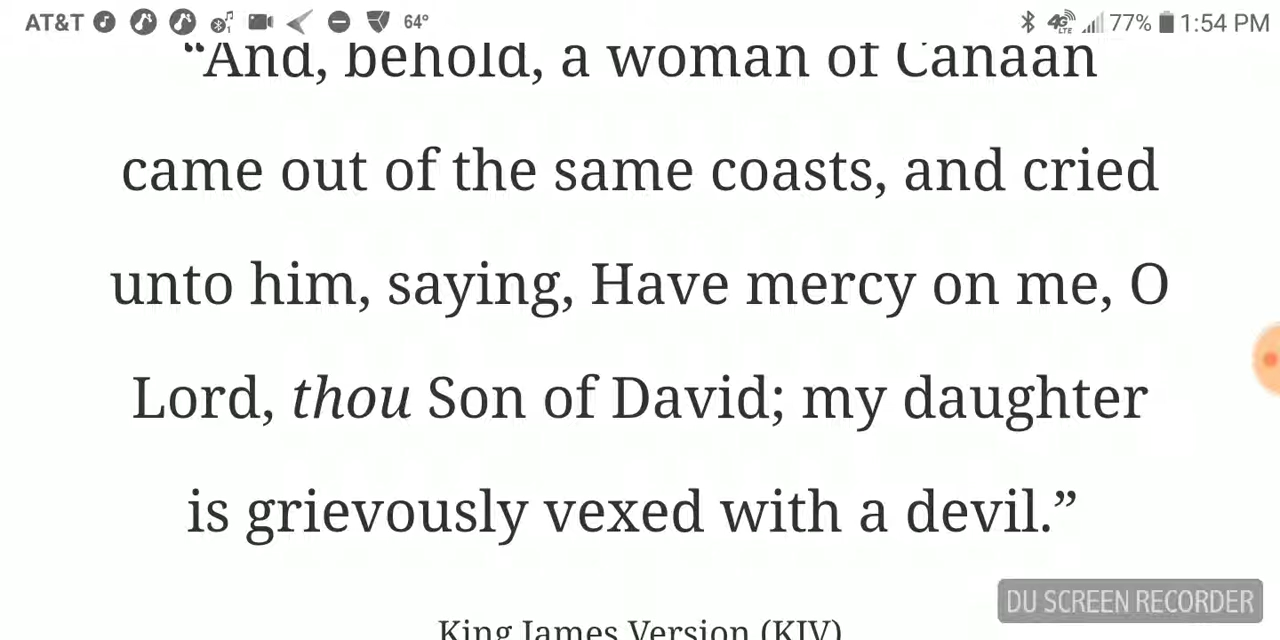 AT&T 64° 4G LTE 77% 1:54 PM
“And, behold, a woman of Canaan
came out of the same coasts, and cried
unto him, saying, Have mercy on me, O
Lord, thou Son of David; my daughter
is grievously vexed with a devil.”
DU SCREEN RECORDER
King James Version (KJV)